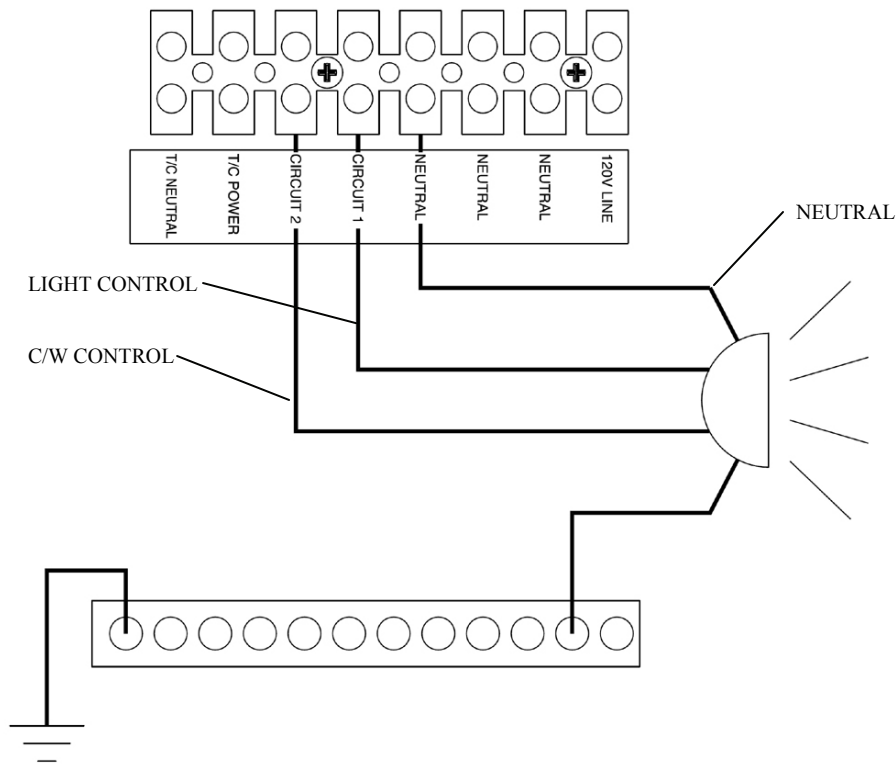 T/C NEUTRAL
T/C POWER
CIRCUIT 2
CIRCUIT 1
NEUTRAL
NEUTRAL
NEUTRAL
120V LINE
NEUTRAL
LIGHT CONTROL
C/W CONTROL